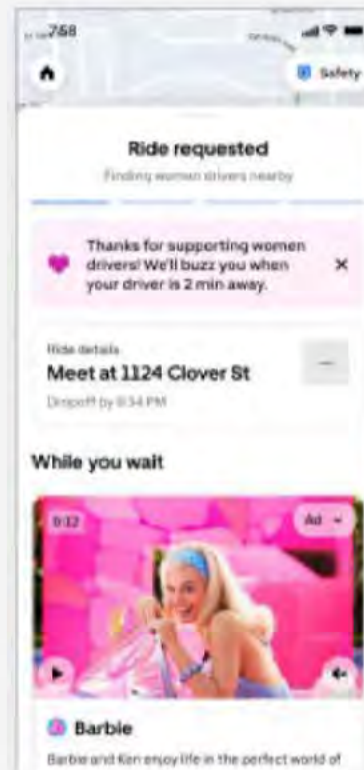 7:58
Safety
Ride requested
Finding women drivers nearby
Thanks for supporting women
drivers! We'll buzz you when
your driver is 2 min away.
Ride details
Meet at 1124 Clover St
Dropoff by 8:34 PM
While you wait
0:12
Ad
Barbie
Barbie and Ken enjoy life in the perfect world of